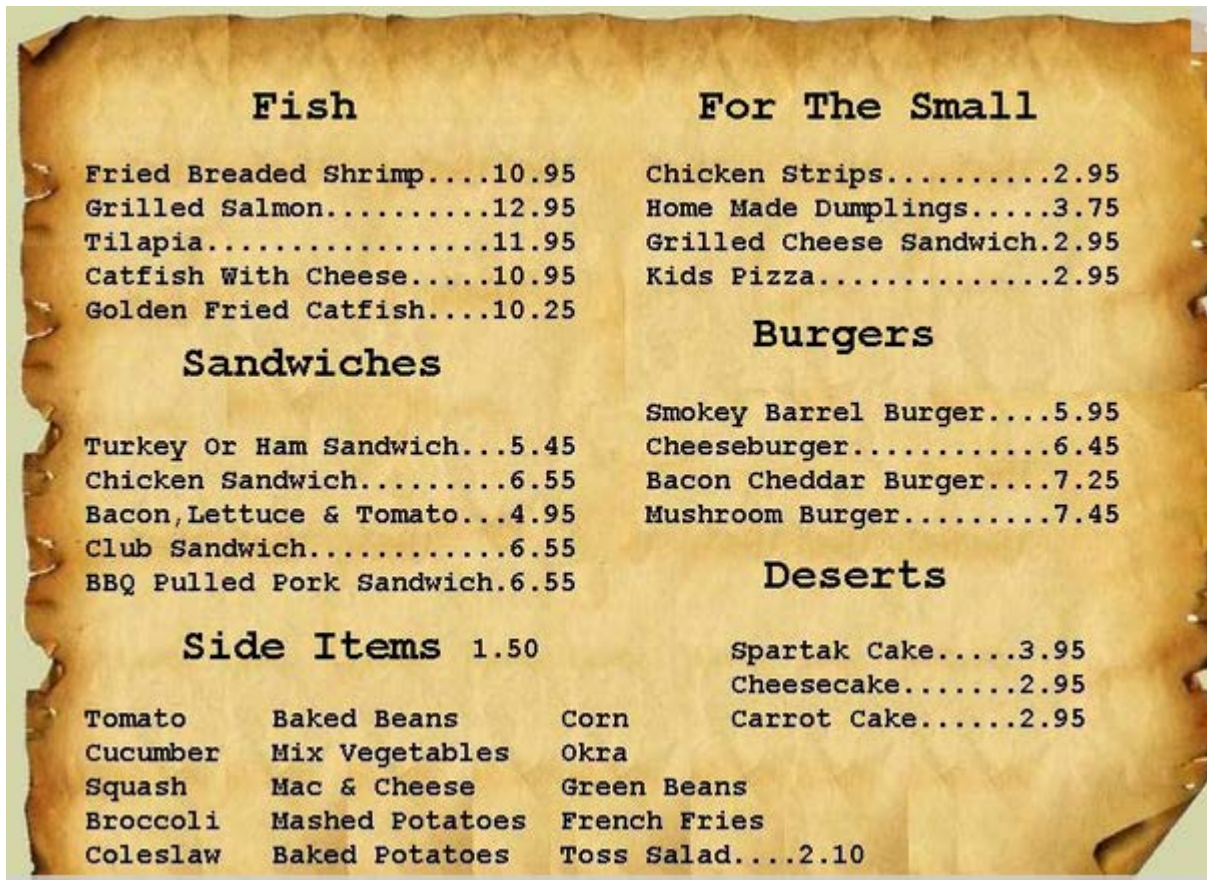 Fish
Fried Breaded Shrimp....10.95
Grilled Salmon..........12.95
Tilapia.................11.95
Catfish With Cheese.....10.95
Golden Fried Catfish....10.25
Sandwiches
Turkey Or Ham Sandwich...5.45
Chicken Sandwich.........6.55
Bacon,Lettuce & Tomato...4.95
Club Sandwich............6.55
BBQ Pulled Pork Sandwich.6.55
For The Small
Chicken Strips..........2.95
Home Made Dumplings.....3.75
Grilled Cheese Sandwich.2.95
Kids Pizza..............2.95
Burgers
Smokey Barrel Burger....5.95
Cheeseburger............6.45
Bacon Cheddar Burger....7.25
Mushroom Burger.........7.45
Deserts
Spartak Cake.....3.95
Cheesecake.......2.95
Carrot Cake......2.95
Side Items 1.50
Tomato Baked Beans Corn
Cucumber Mix Vegetables Okra
Squash Mac & Cheese Green Beans
Broccoli Mashed Potatoes French Fries
Coleslaw Baked Potatoes Toss Salad....2.10